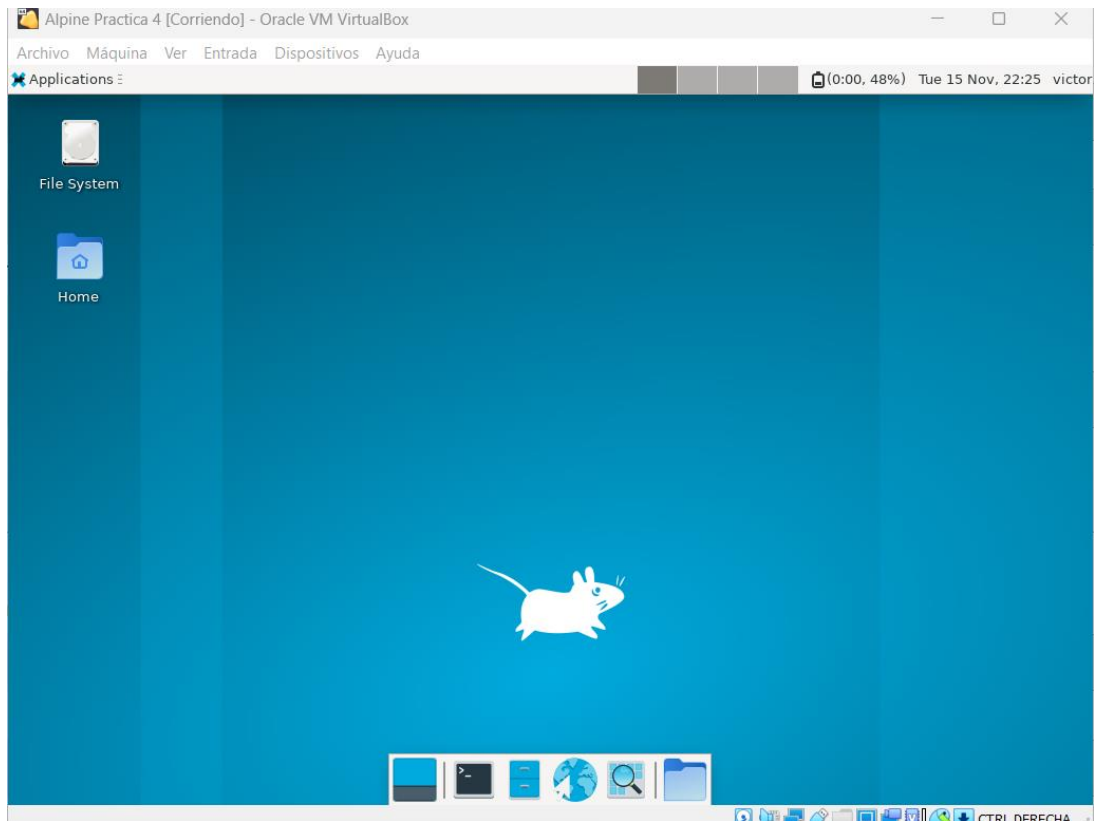 Alpine Practica 4 [Corriendo] - Oracle VM VirtualBox
Archivo Máquina Ver Entrada Dispositivos Ayuda
Applications (0:00, 48%) Tue 15 Nov, 22:25 victor
File System
Home
CTRL DERECHA